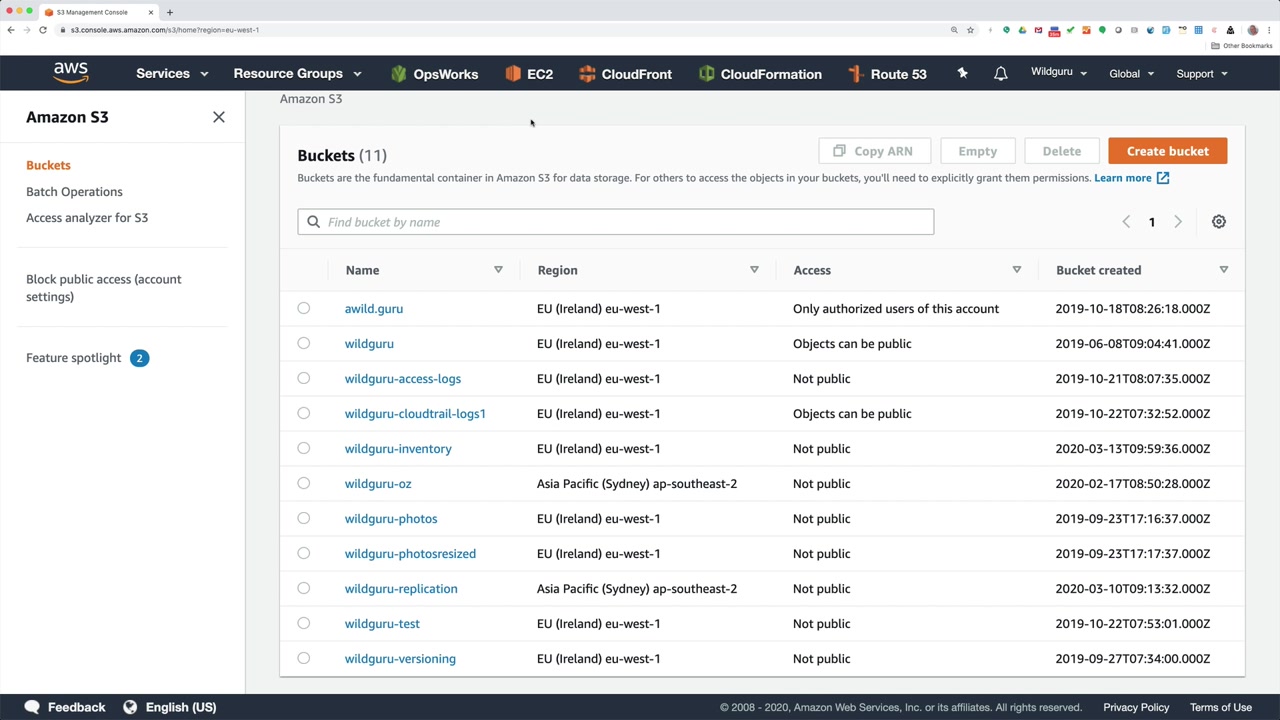 S3 Management Console
s3.console.aws.amazon.com/s3/home?region=eu-west-1
Other Bookmarks
aws
Services
Resource Groups
OpsWorks
EC2
CloudFront
CloudFormation
Route 53
Wildguru
Global
Support
Amazon S3
Buckets
Batch Operations
Access analyzer for S3
Block public access (account
settings)
Feature spotlight 2
Amazon S3
Buckets (11)
Copy ARN
Empty
Delete
Create bucket
Buckets are the fundamental container in Amazon S3 for data storage. For others to access the objects in your buckets, you'll need to explicitly grant them permissions. Learn more
Find bucket by name
1
Name Region Access Bucket created
awild.guru EU (Ireland) eu-west-1 Only authorized users of this account 2019-10-18T08:26:18.000Z
wildguru EU (Ireland) eu-west-1 Objects can be public 2019-06-08T09:04:41.000Z
wildguru-access-logs EU (Ireland) eu-west-1 Not public 2019-10-21T08:07:35.000Z
wildguru-cloudtrail-logs1 EU (Ireland) eu-west-1 Objects can be public 2019-10-22T07:32:52.000Z
wildguru-inventory EU (Ireland) eu-west-1 Not public 2020-03-13T09:59:36.000Z
wildguru-oz Asia Pacific (Sydney) ap-southeast-2 Not public 2020-02-17T08:50:28.000Z
wildguru-photos EU (Ireland) eu-west-1 Not public 2019-09-23T17:16:37.000Z
wildguru-photosresized EU (Ireland) eu-west-1 Not public 2019-09-23T17:17:37.000Z
wildguru-replication Asia Pacific (Sydney) ap-southeast-2 Not public 2020-03-10T09:13:32.000Z
wildguru-test EU (Ireland) eu-west-1 Not public 2019-10-22T07:53:01.000Z
wildguru-versioning EU (Ireland) eu-west-1 Not public 2019-09-27T07:34:00.000Z
Feedback
English (US)
© 2008 - 2020, Amazon Web Services, Inc. or its affiliates. All rights reserved.
Privacy Policy
Terms of Use